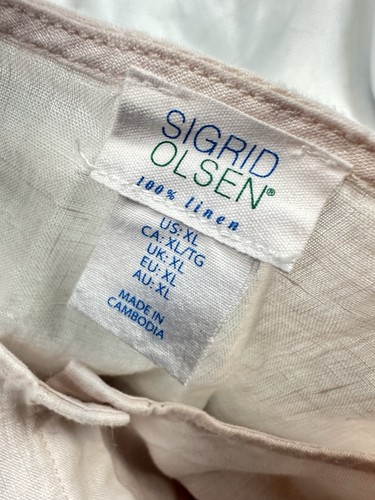 SIGRID
OLSEN®
100% linen
US: XL
CA: XL/TG
UK: XL
EU: XL
AU: XL
MADE IN
CAMBODIA